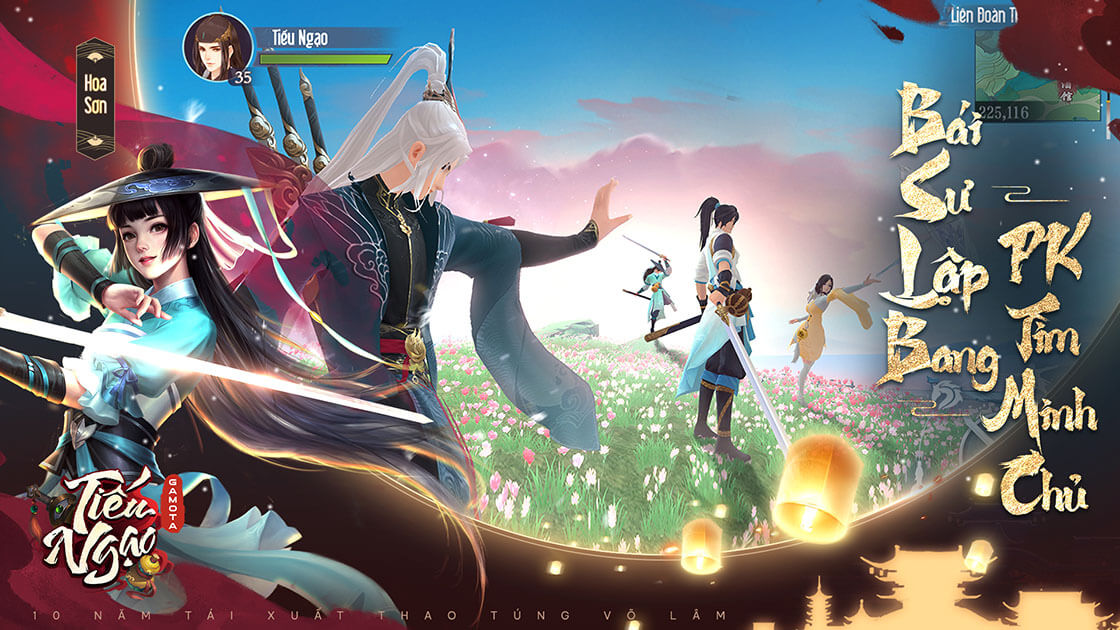 Hoa
Sơn
Tiếu Ngạo
35
Liên Đoàn
225,116
Bái
Sư
Lập
Bang
PK
Tìm
Minh
Chủ
Tiếu
Ngạo
GAMOTA
10 NĂM TÁI XUẤT THAO TÚNG VÕ LÂM